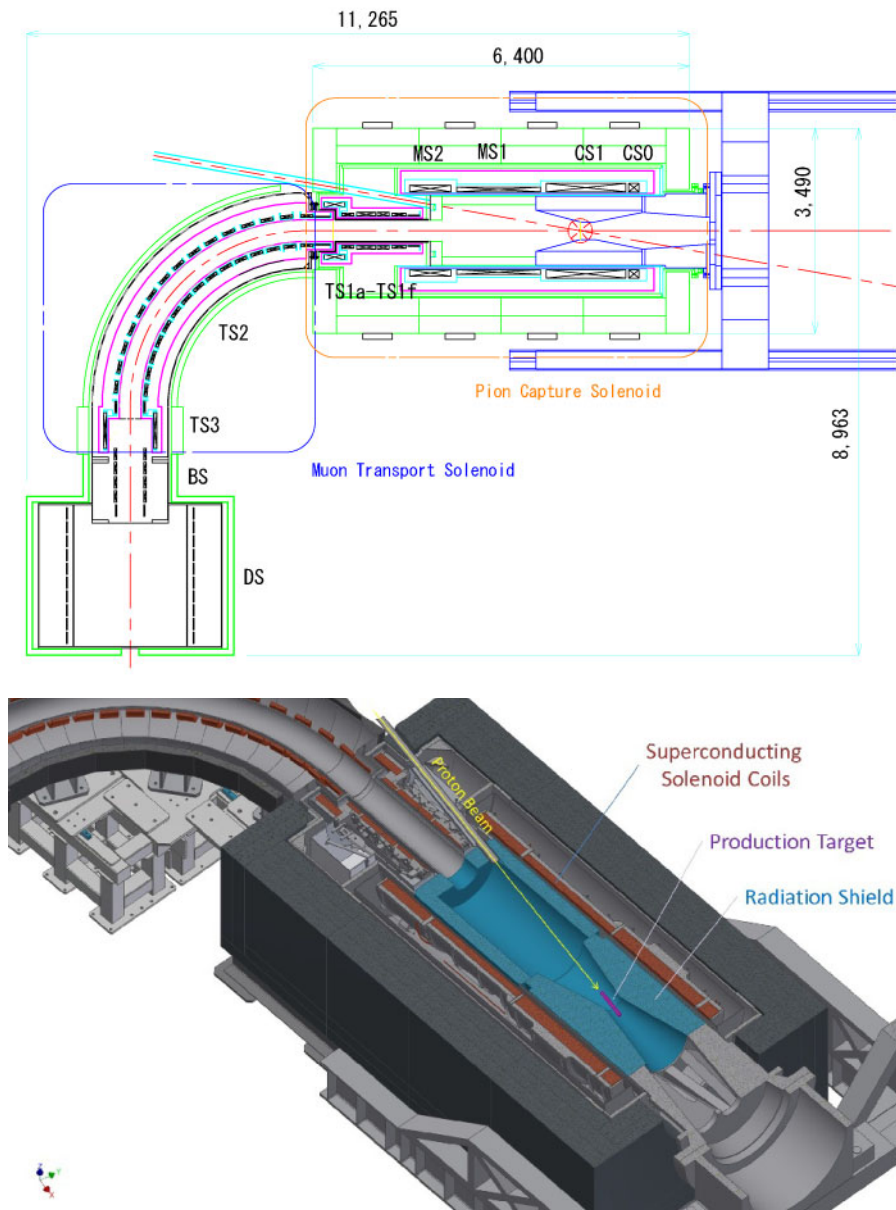 11,265
6,400
MS2
MS1
CS1
CS0
3,490
TS1a-TS1f
TS2
Pion Capture Solenoid
TS3
8,963
Muon Transport Solenoid
BS
DS
Superconducting
Solenoid Coils
Proton Beam
Production Target
Radiation Shield
Z
Y
X